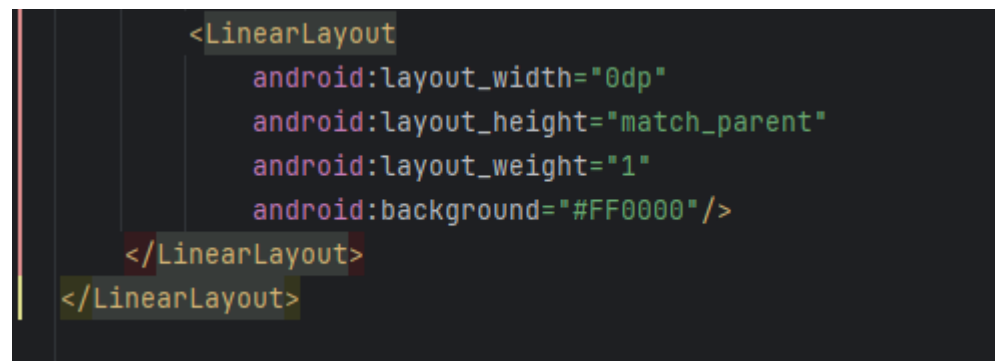 <LinearLayout
android:layout_width="0dp"
android:layout_height="match_parent"
android:layout_weight="1"
android:background="#FF0000"/>
</LinearLayout>
</LinearLayout>